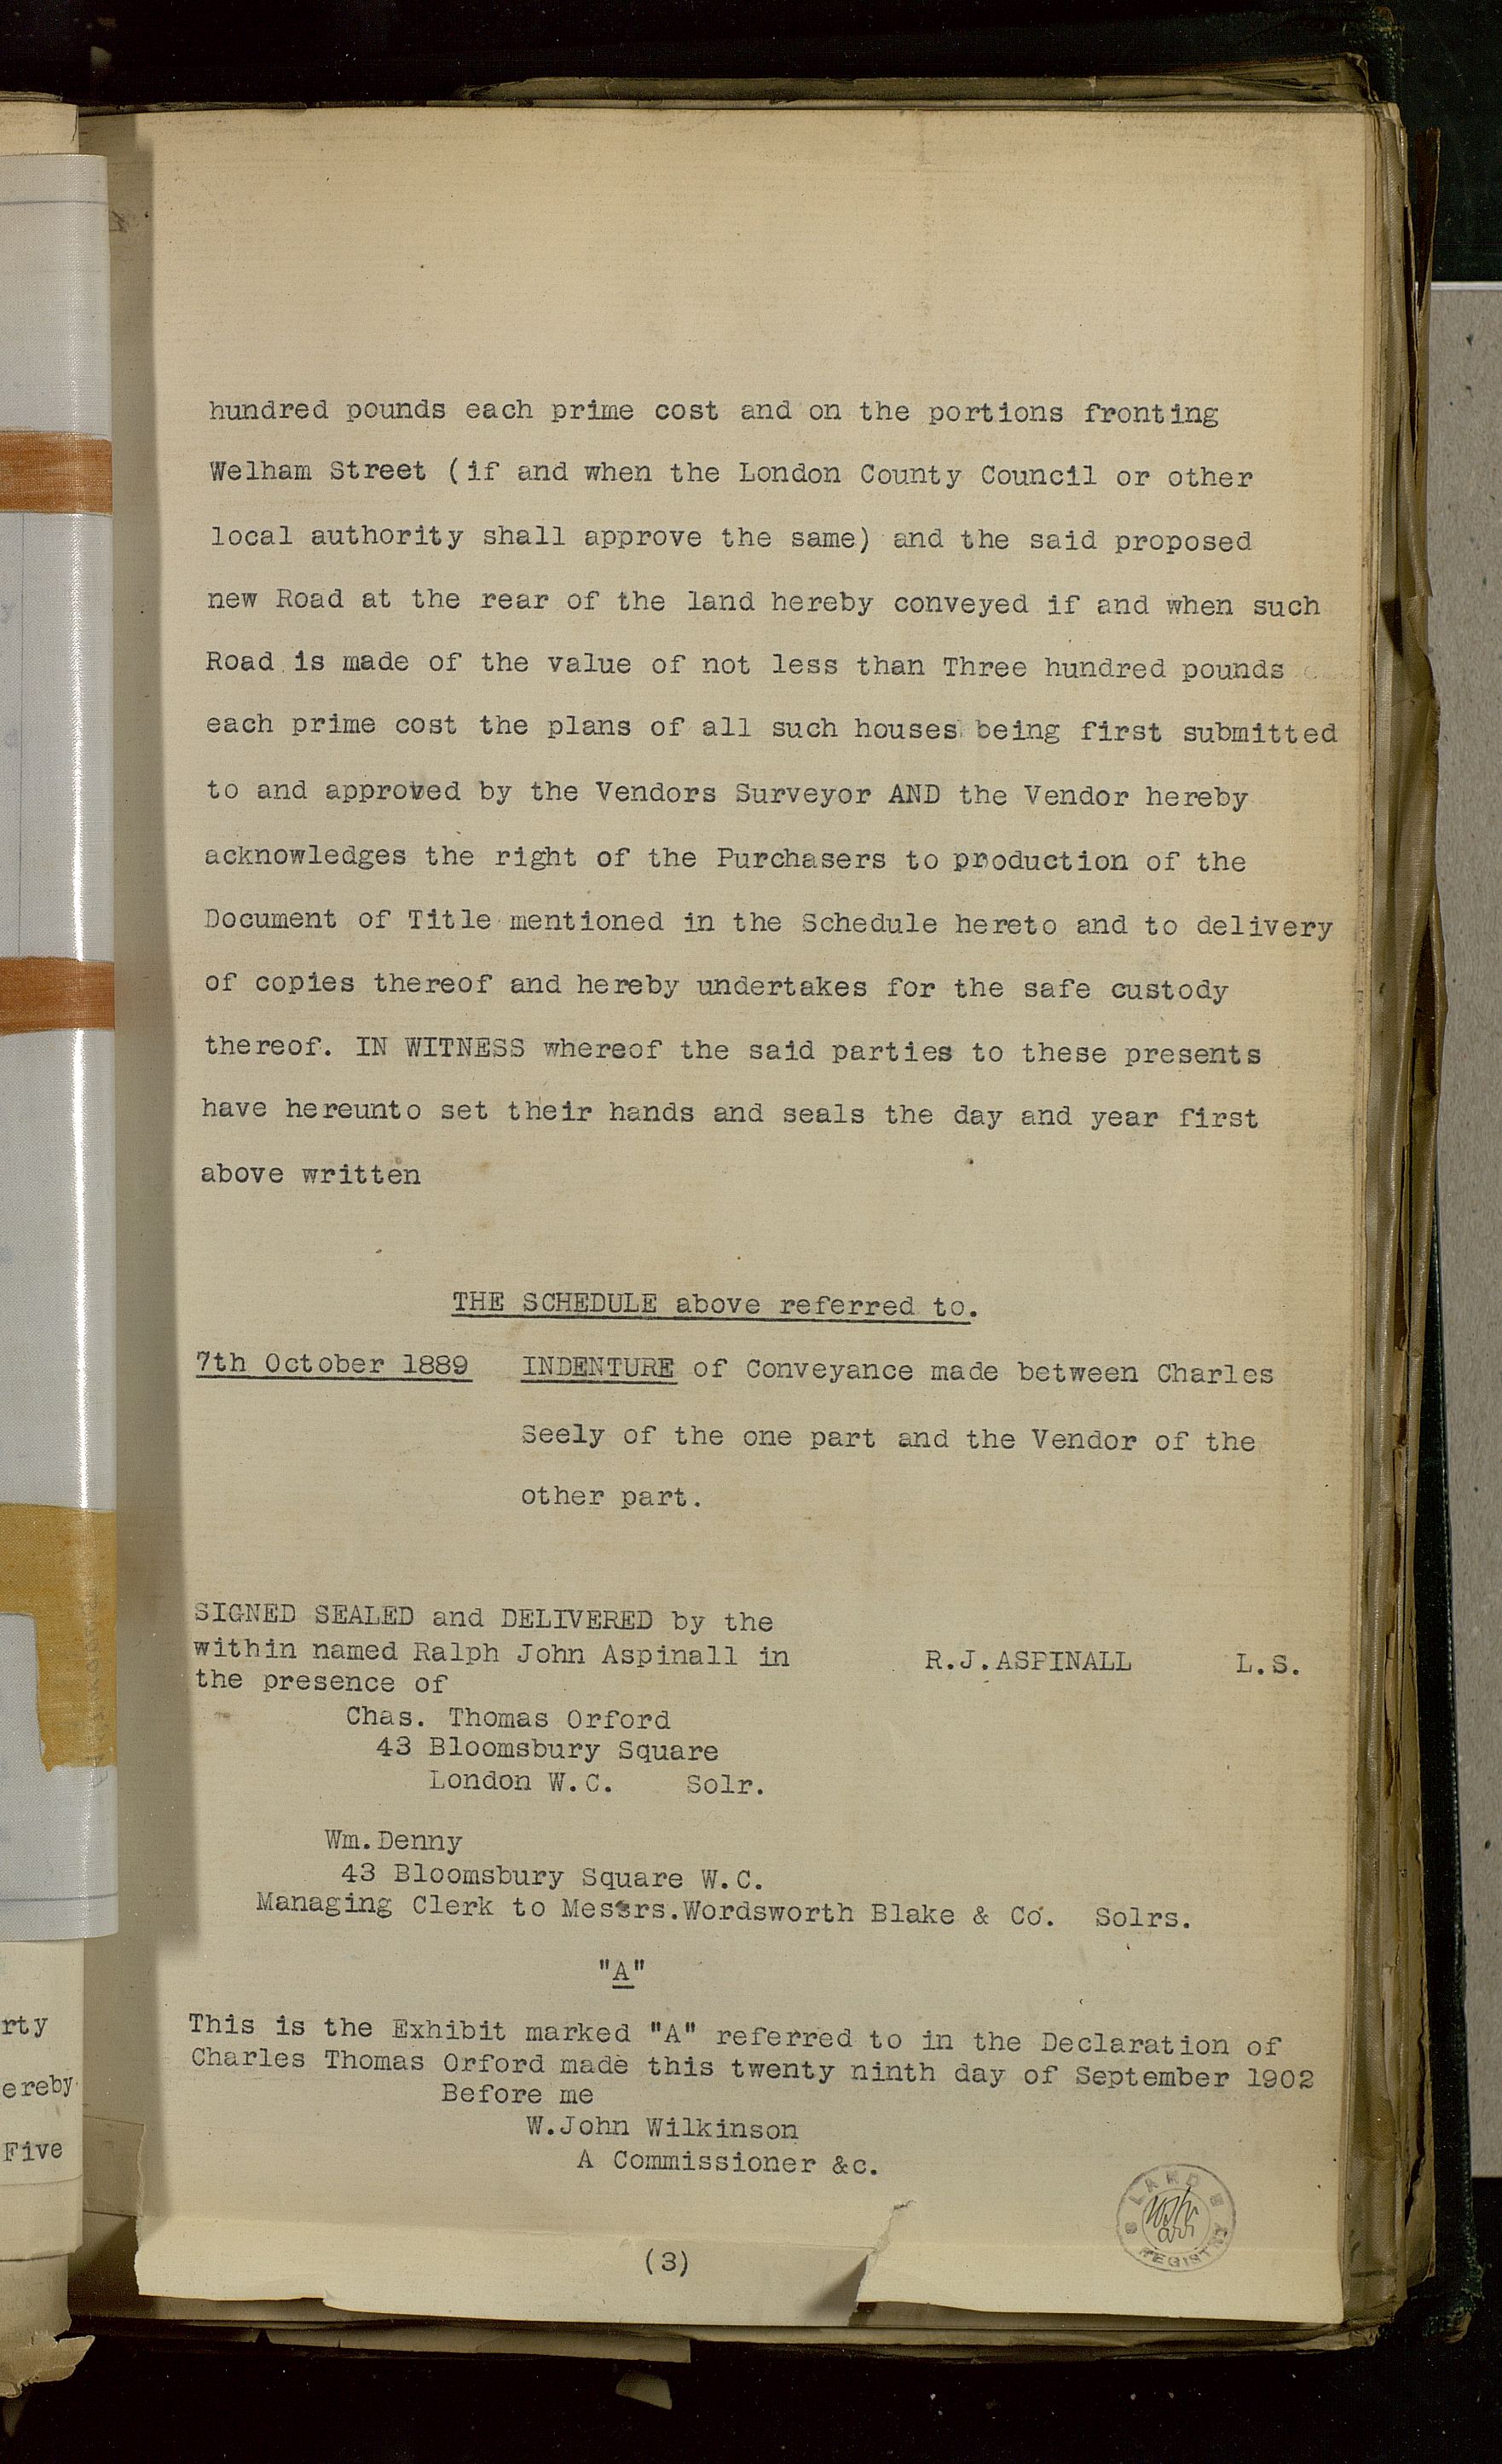 hundred pounds each prime cost and on the portions fronting
Welham Street (if and when the London County Council or other
local authority shall approve the same) and the said proposed
new Road at the rear of the land hereby conveyed if and when such
Road is made of the value of not less than Three hundred pounds
each prime cost the plans of all such houses being first submitted
to and approved by the Vendors Surveyor AND the Vendor hereby
acknowledges the right of the Purchasers to production of the
Document of Title mentioned in the Schedule hereto and to delivery
of copies thereof and hereby undertakes for the safe custody
thereof. IN WITNESS whereof the said parties to these presents
have hereunto set their hands and seals the day and year first
above written
THE SCHEDULE above referred to.
7th October 1889 INDENTURE of Conveyance made between Charles
Seely of the one part and the Vendor of the
other part.
SIGNED SEALED and DELIVERED by the
within named Ralph John Aspinall in
the presence of
R.J.ASPINALL L.S.
Chas. Thomas Orford
43 Bloomsbury Square
London W.C. Solr.
Wm.Denny
43 Bloomsbury Square W.C.
Managing Clerk to Messrs.Wordsworth Blake & Co. Solrs.
"A"
This is the Exhibit marked "A" referred to in the Declaration of
Charles Thomas Orford made this twenty ninth day of September 1902
Before me
W.John Wilkinson
A Commissioner &c.
LAND REGISTRY
(3)
rty
ereby
Five